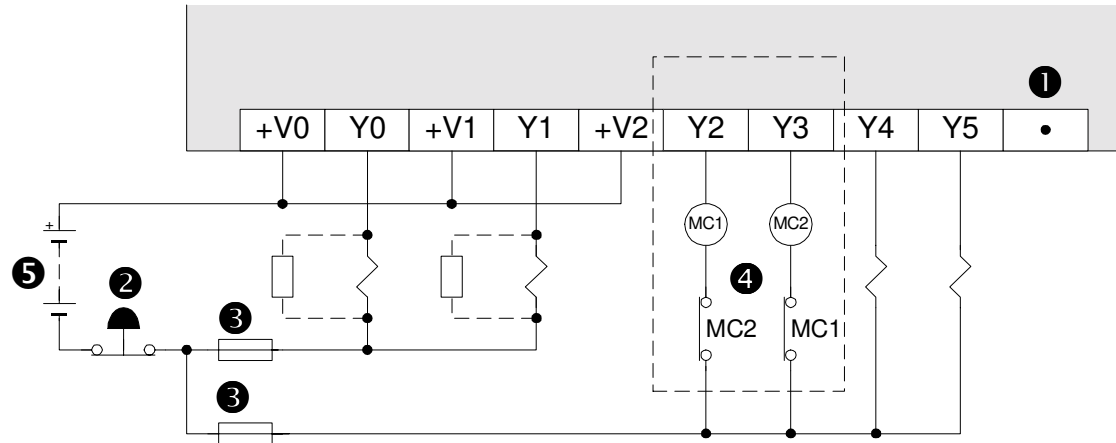 ❶
+V0 Y0 +V1 Y1 +V2 Y2 Y3 Y4 Y5 •
MC1 MC2
+
❺ ❷ ❹
❸ MC2 MC1
❸